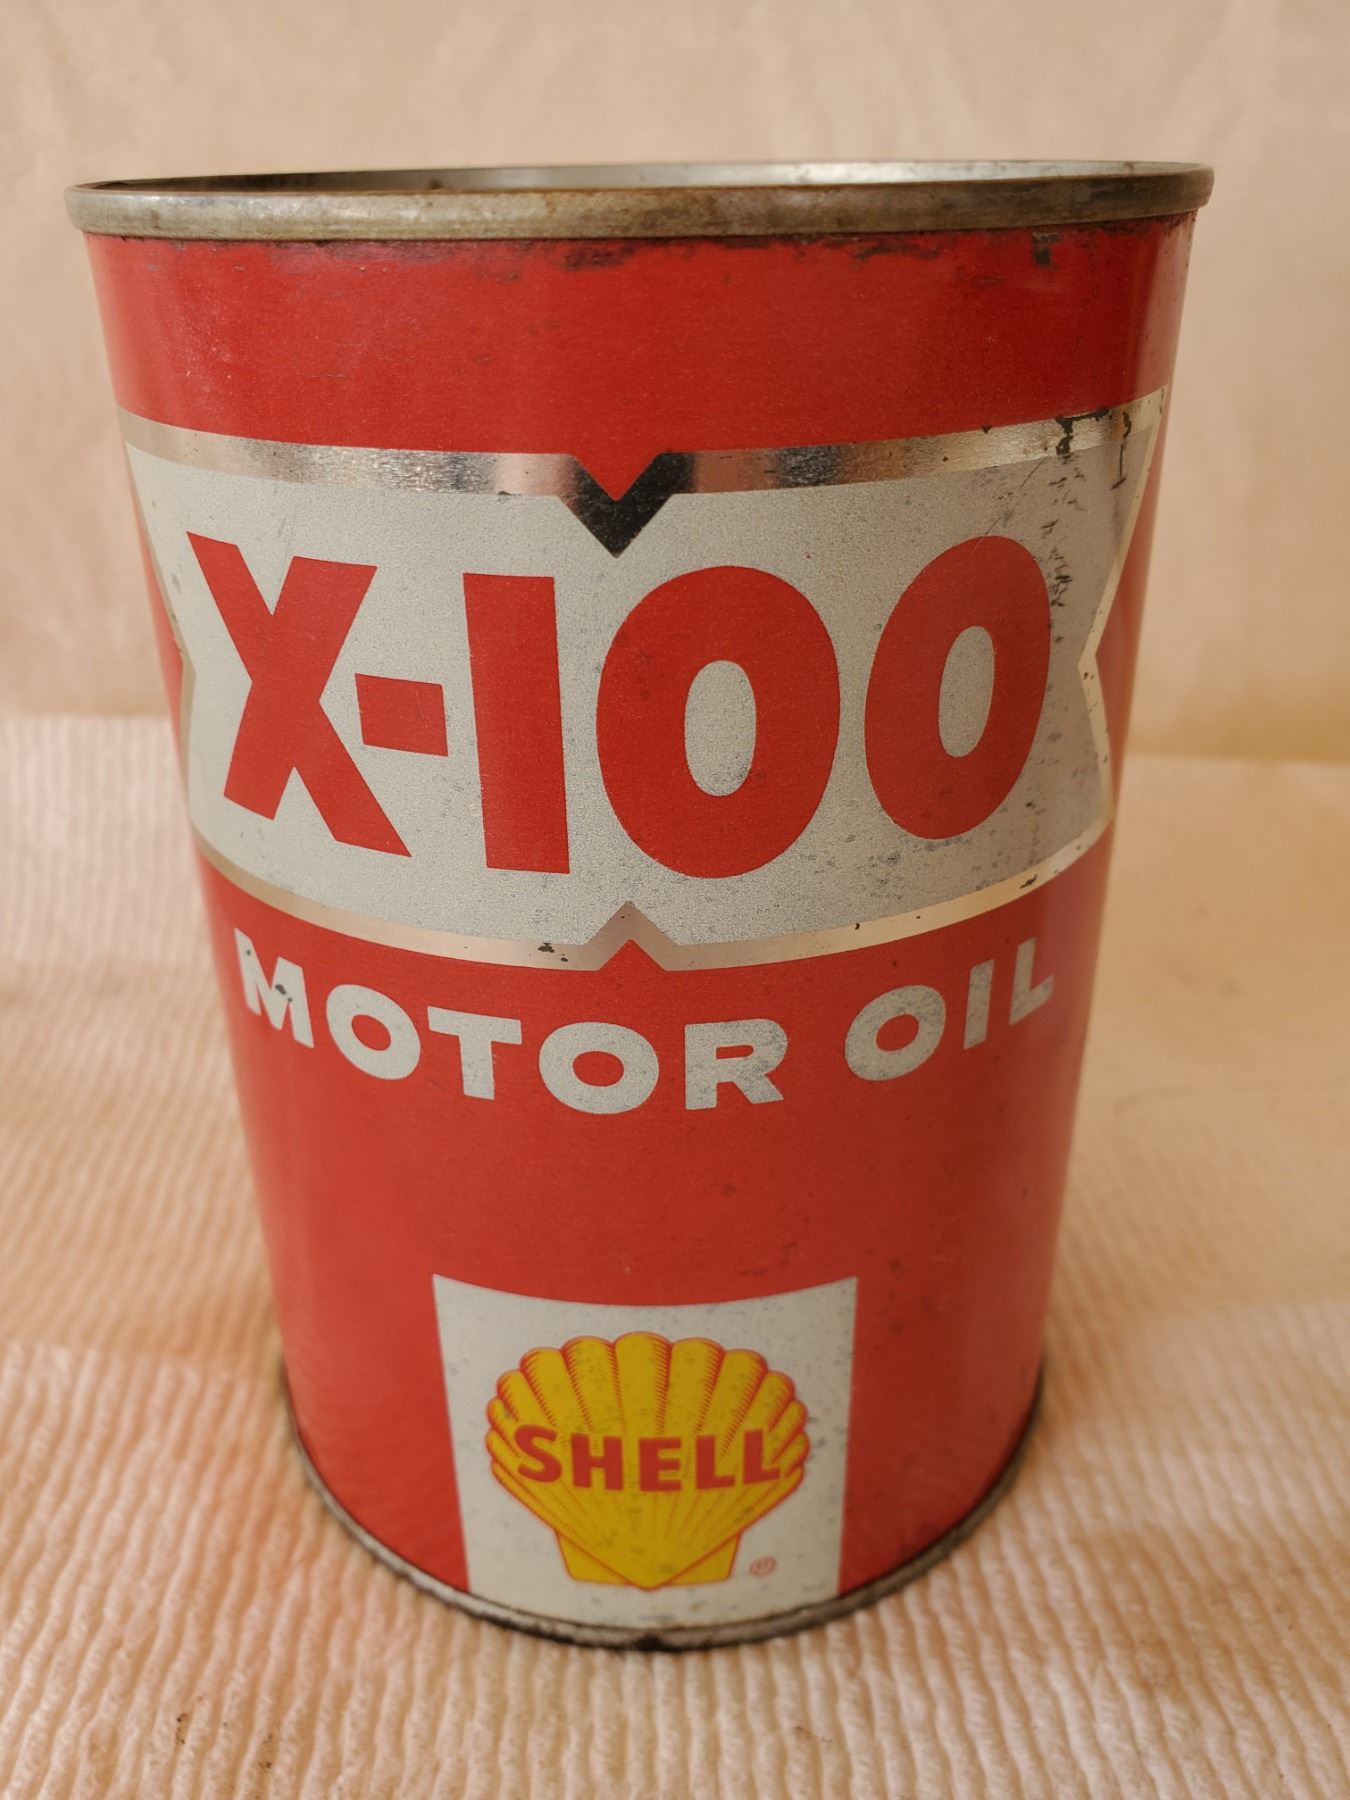 X-100
MOTOR OIL
SHELL
®